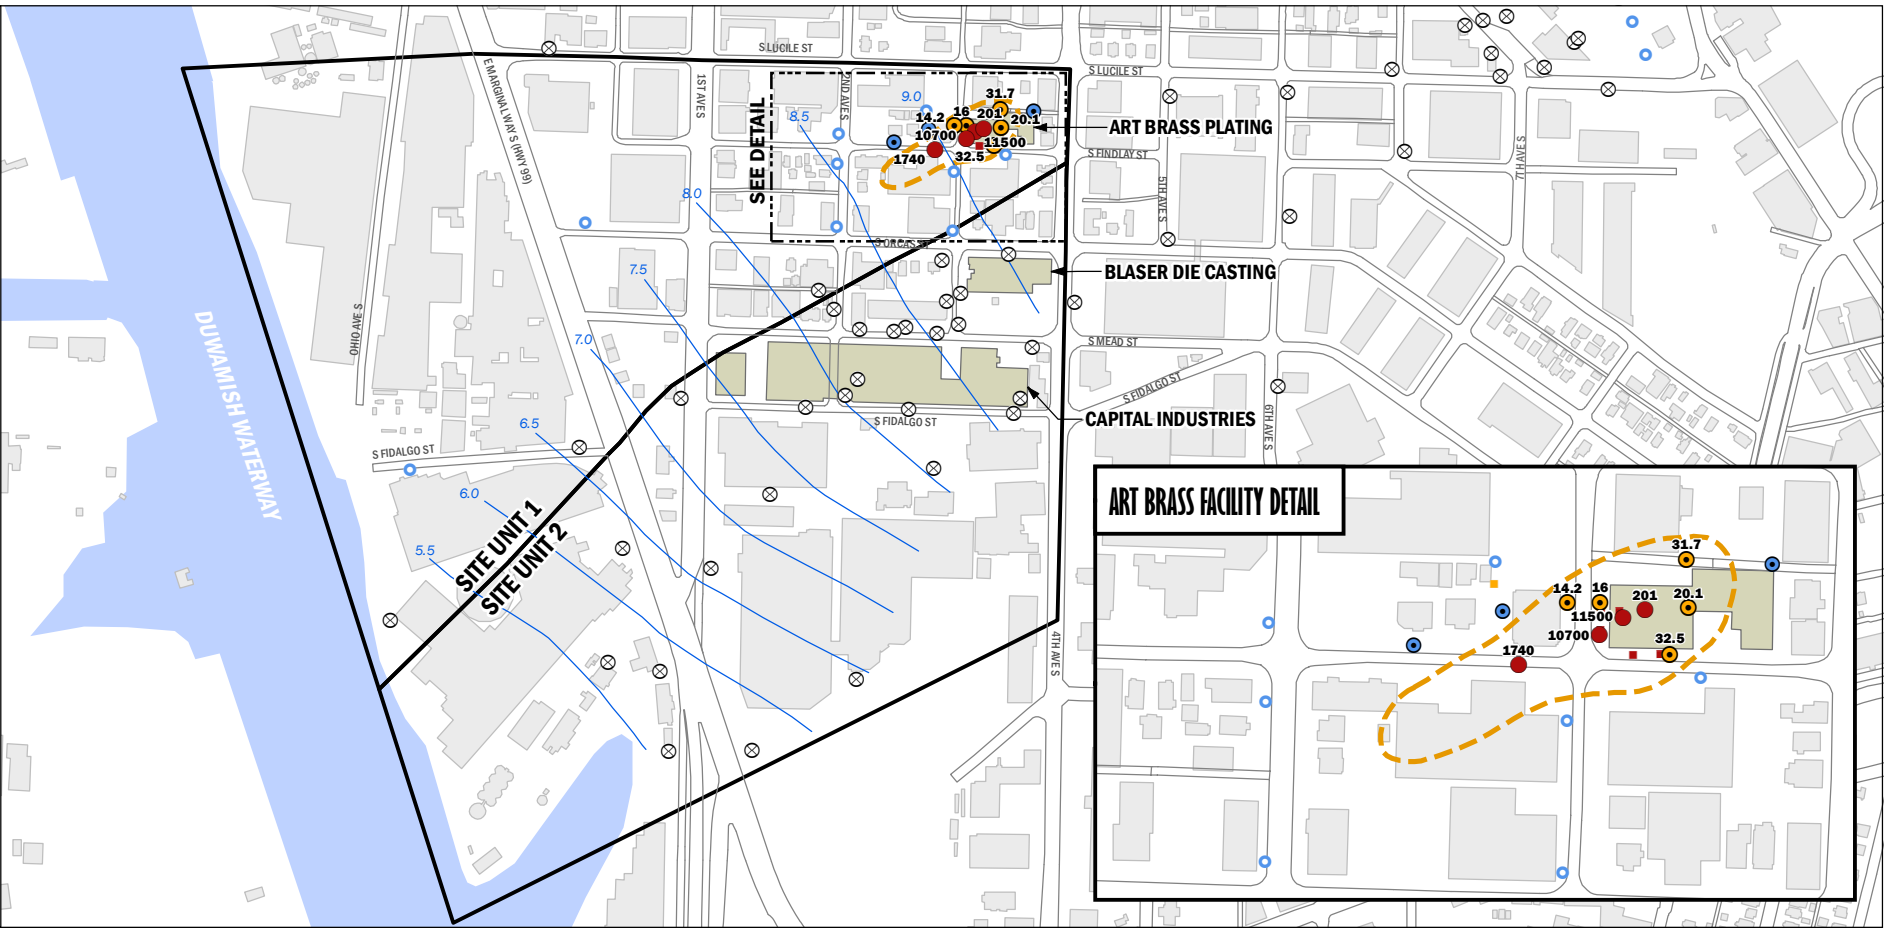 S LUCILE ST
S LUCILE ST
E MARGINAL WAY S (HWY 99)
1ST AVE S
2ND AVE S
SEE DETAIL
9.0
8.5
31.7
16
201
14.2
20.1
10700
11500
1740
32.5
ART BRASS PLATING
S FINDLAY ST
7TH AVE S
5TH AVE S
8.0
S ORCAS ST
7.5
BLASER DIE CASTING
OHIO AVE S
DUWAMISH WATERWAY
7.0
S MEAD ST
S FIDALGO ST
CAPITAL INDUSTRIES
S FIDALGO ST
6TH AVE S
6.5
S FIDALGO ST
6.0
5.5
SITE UNIT 1
SITE UNIT 2
4TH AVE S
ART BRASS FACILITY DETAIL
31.7
14.2
16
201
20.1
11500
10700
32.5
1740